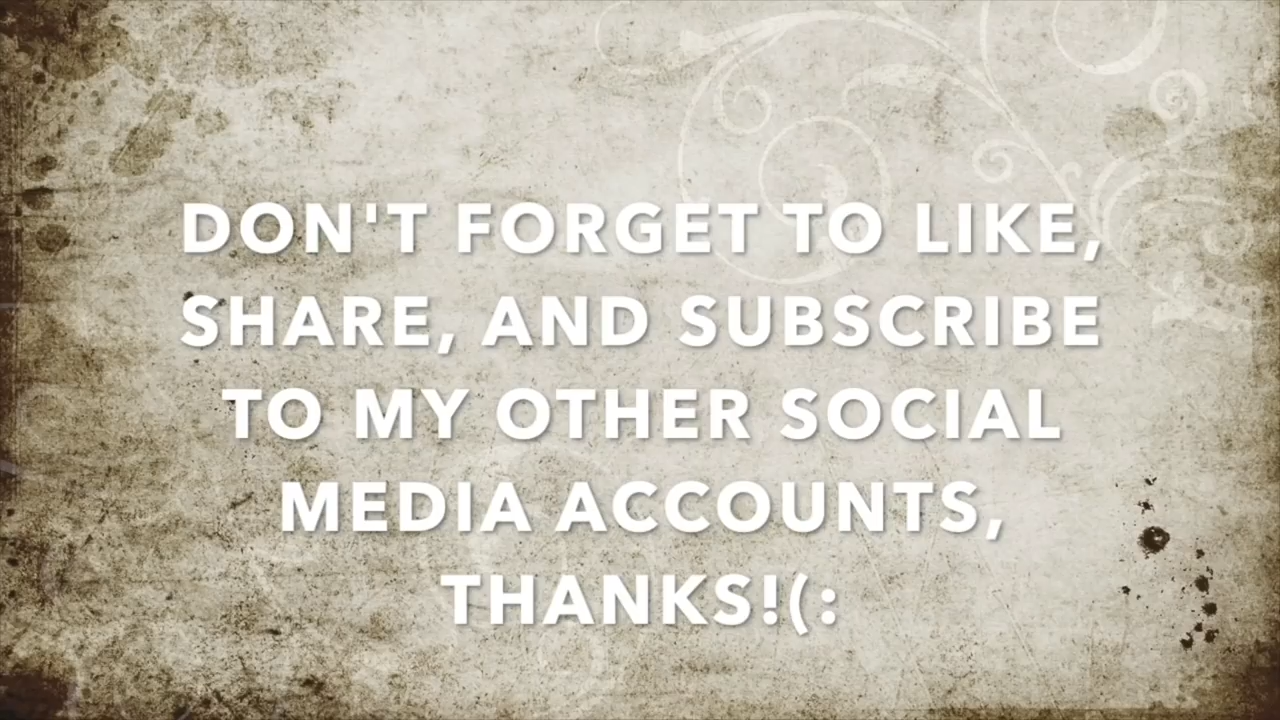 DON'T FORGET TO LIKE,
SHARE, AND SUBSCRIBE
TO MY OTHER SOCIAL
MEDIA ACCOUNTS,
THANKS!(: